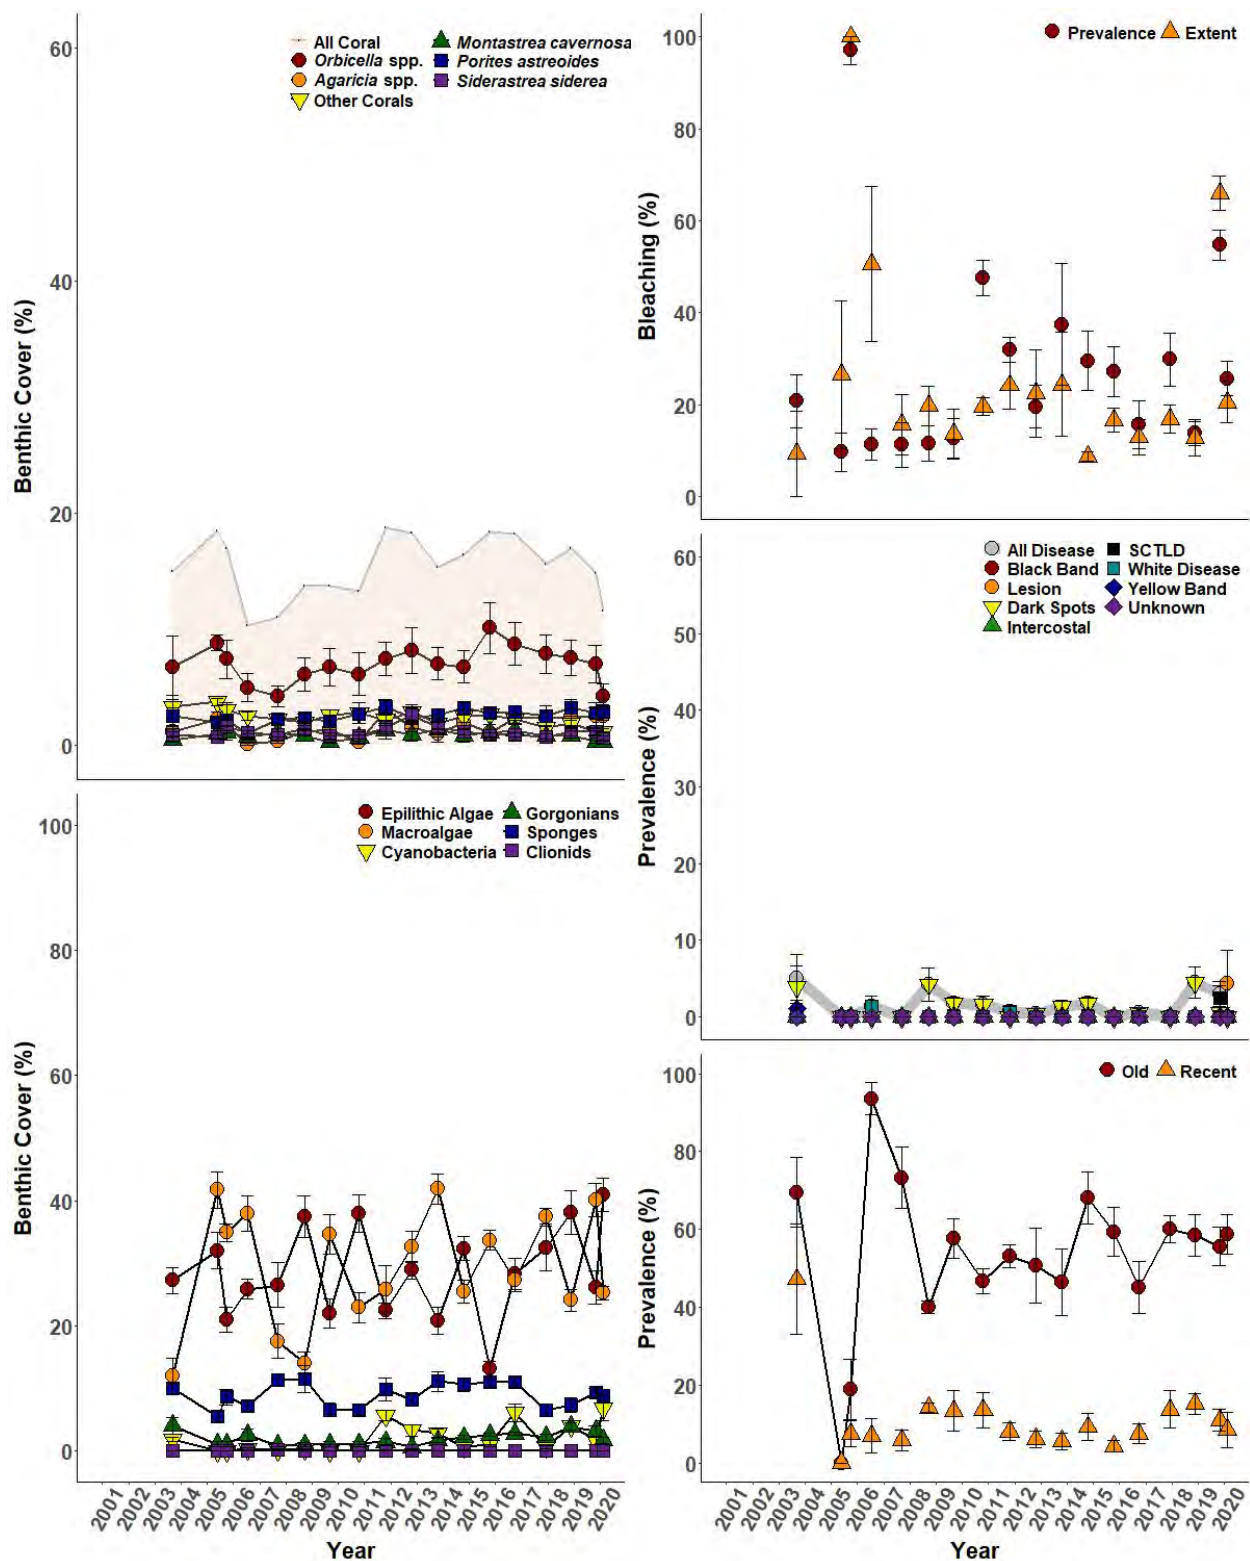 All Coral
Orbicella spp.
Agaricia spp.
Other Corals
Montastrea cavernosa
Porites astreoides
Siderastrea siderea
60
40
20
0
Benthic Cover (%)
Epilithic Algae
Macroalgae
Cyanobacteria
Gorgonians
Sponges
Clionids
100
80
60
40
20
0
Benthic Cover (%)
2001
2002
2003
2004
2005
2006
2007
2008
2009
2010
2011
2012
2013
2014
2015
2016
2017
2018
2019
2020
Year
Prevalence
Extent
100
80
60
40
20
0
Bleaching (%)
All Disease
Black Band
Lesion
Dark Spots
Intercostal
SCTLD
White Disease
Yellow Band
Unknown
60
50
40
30
20
10
0
Prevalence (%)
Old
Recent
100
80
60
40
20
0
Prevalence (%)
2001
2002
2003
2004
2005
2006
2007
2008
2009
2010
2011
2012
2013
2014
2015
2016
2017
2018
2019
2020
Year